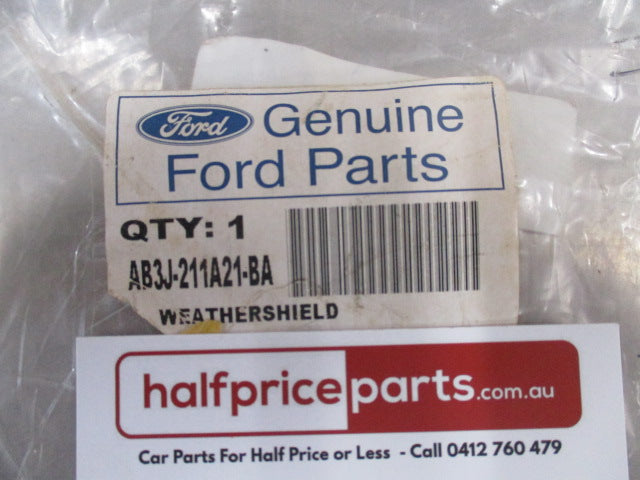 Ford Genuine
Ford Parts
QTY: 1
AB3J-211A21-BA
WEATHERSHIELD
halfpriceparts.com.au
Car Parts For Half Price or Less - Call 0412 760 479